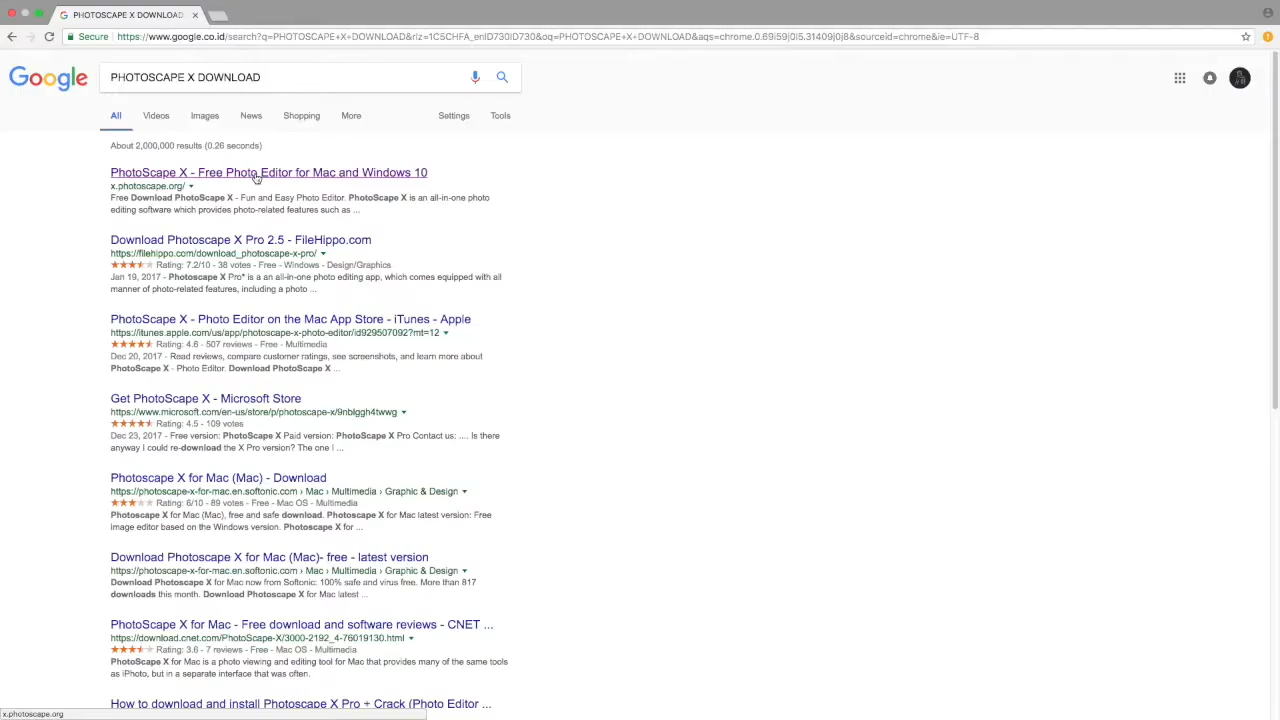 PHOTOSCAPE X DOWNLOAD
Secure https://www.google.co.id/search?q=PHOTOSCAPE+X+DOWNLOAD&rlz=1C5CHFA_enID730ID730&oq=PHOTOSCAPE+X+DOWNLOAD&aqs=chrome.0.69i59j0l5.31409j0j8&sourceid=chrome&ie=UTF-8
Google PHOTOSCAPE X DOWNLOAD
All Videos Images News Shopping More Settings Tools
About 2,000,000 results (0.26 seconds)
PhotoScape X - Free Photo Editor for Mac and Windows 10
x.photoscape.org/
Free Download PhotoScape X - Fun and Easy Photo Editor. PhotoScape X is an all-in-one photo
editing software which provides photo-related features such as ...
Download Photoscape X Pro 2.5 - FileHippo.com
https://filehippo.com/download_photoscape-x-pro/
Rating: 7.2/10 - 38 votes - Free - Windows - Design/Graphics
Jan 19, 2017 - Photoscape X Pro* is a an all-in-one photo editing app, which comes equipped with all
manner of photo-related features, including a photo ...
PhotoScape X - Photo Editor on the Mac App Store - iTunes - Apple
https://itunes.apple.com/us/app/photoscape-x-photo-editor/id929507092?mt=12
Rating: 4.6 - 507 reviews - Free - Multimedia
Dec 20, 2017 - Read reviews, compare customer ratings, see screenshots, and learn more about
PhotoScape X - Photo Editor. Download PhotoScape X ...
Get PhotoScape X - Microsoft Store
https://www.microsoft.com/en-us/store/p/photoscape-x/9nblggh4twwg
Rating: 4.5 - 109 votes
Dec 23, 2017 - Free version: PhotoScape X Paid version: PhotoScape X Pro Contact us: .... Is there
anyway I could re-download the X Pro version? The one I ...
Photoscape X for Mac (Mac) - Download
https://photoscape-x-for-mac.en.softonic.com › Mac › Multimedia › Graphic & Design
Rating: 6/10 - 89 votes - Free - Mac OS - Multimedia
Photoscape X for Mac (Mac), free and safe download. Photoscape X for Mac latest version: Free
image editor based on the Windows version. Photoscape X for ...
Download Photoscape X for Mac (Mac)- free - latest version
https://photoscape-x-for-mac.en.softonic.com › Mac › Multimedia › Graphic & Design
Download Photoscape X for Mac now from Softonic: 100% safe and virus free. More than 817
downloads this month. Download Photoscape X for Mac latest ...
PhotoScape X for Mac - Free download and software reviews - CNET ...
https://download.cnet.com/PhotoScape-X/3000-2192_4-76019130.html
Rating: 3.6 - 7 reviews - Free - Mac OS - Multimedia
PhotoScape X for Mac is a photo viewing and editing tool for Mac that provides many of the same tools
as iPhoto, but in a separate interface that was often.
How to download and install Photoscape X Pro + Crack (Photo Editor ...
x.photoscape.org